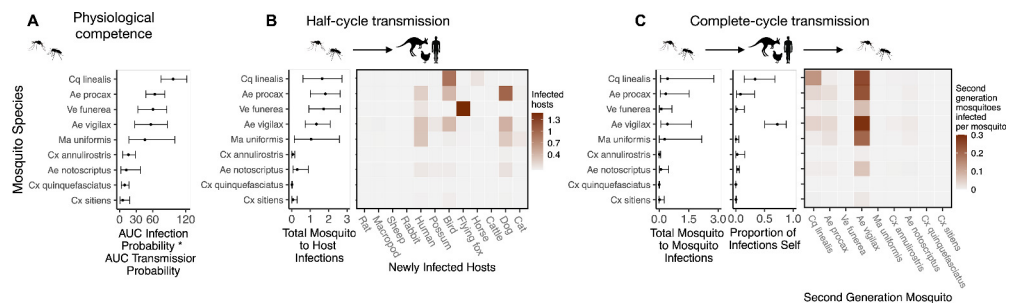 A
Physiological
competence
B
Half-cycle transmission
C
Complete-cycle transmission
Mosquito Species
Cq linealis
Ae procax
Ve funerea
Ae vigilax
Ma uniformis
Cx annulirostris
Ae notoscriptus
Cx quinquefasciatus
Cx sitiens
0 30 60 120
AUC Infection
Probability *
AUC Transmission
Probability
Cq linealis
Ae procax
Ve funerea
Ae vigilax
Ma uniformis
Cx annulirostris
Ae notoscriptus
Cx quinquefasciatus
Cx sitiens
0 1 2 3
Total Mosquito
to Host
Infections
Rat
Macropod
Sheep
Rabbit
Human
Possum
Bird
Flying fox
Horse
Cattle
Dog
Cat
Newly Infected Hosts
Infected
hosts
1.3
1.0
0.7
0.4
Cq linealis
Ae procax
Ve funerea
Ae vigilax
Ma uniformis
Cx annulirostris
Ae notoscriptus
Cx quinquefasciatus
Cx sitiens
0.0 1.5 3.0
Total Mosquito
to Mosquito
Infections
0.0 0.5 1.0
Proportion of
Infections Self
Cq linealis
Ae procax
Ve funerea
Ae vigilax
Ma uniformis
Cx annulirostris
Ae notoscriptus
Cx quinquefasciatus
Cx sitiens
Second Generation Mosquito
Second
generation
mosquitoes
infected
per mosquito
0.3
0.2
0.1
0